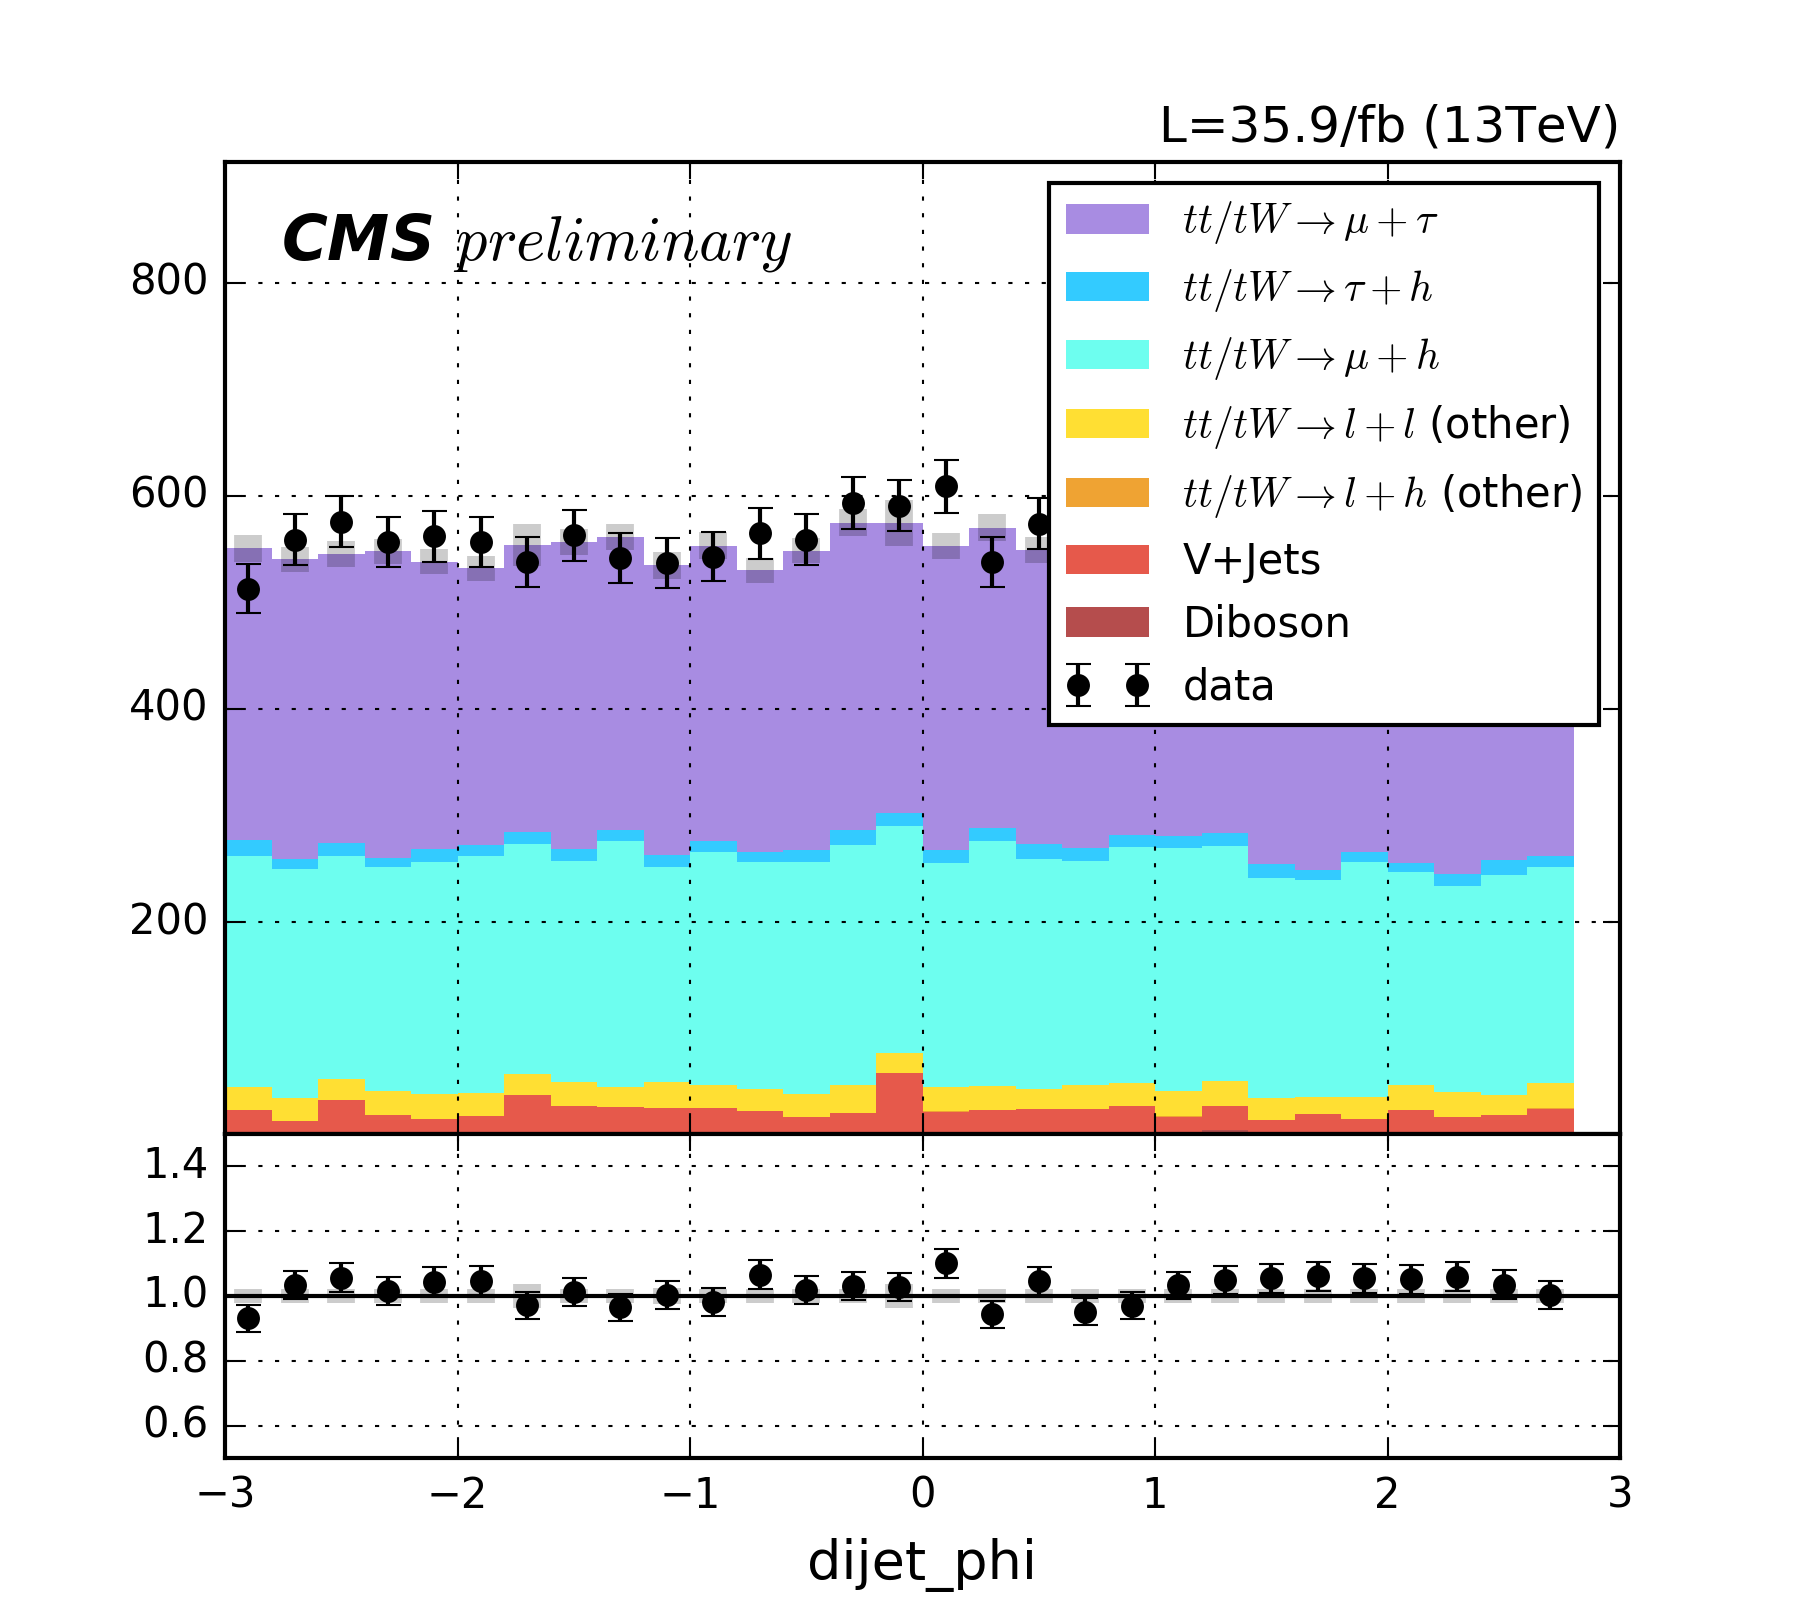 L=35.9/fb (13TeV)
CMS preliminary
tt/tW→μ+τ
tt/tW→τ+h
tt/tW→μ+h
tt/tW→l+l (other)
tt/tW→l+h (other)
V+Jets
Diboson
data
800
600
400
200
1.4
1.2
1.0
0.8
0.6
−3 −2 −1 0 1 2 3
dijet_phi